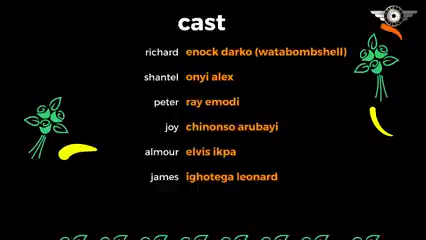 cast
richard enock darko (watabombshell)
shantel onyi alex
peter ray emodi
joy chinonso arubayi
almour elvis ikpa
james ighotega leonard